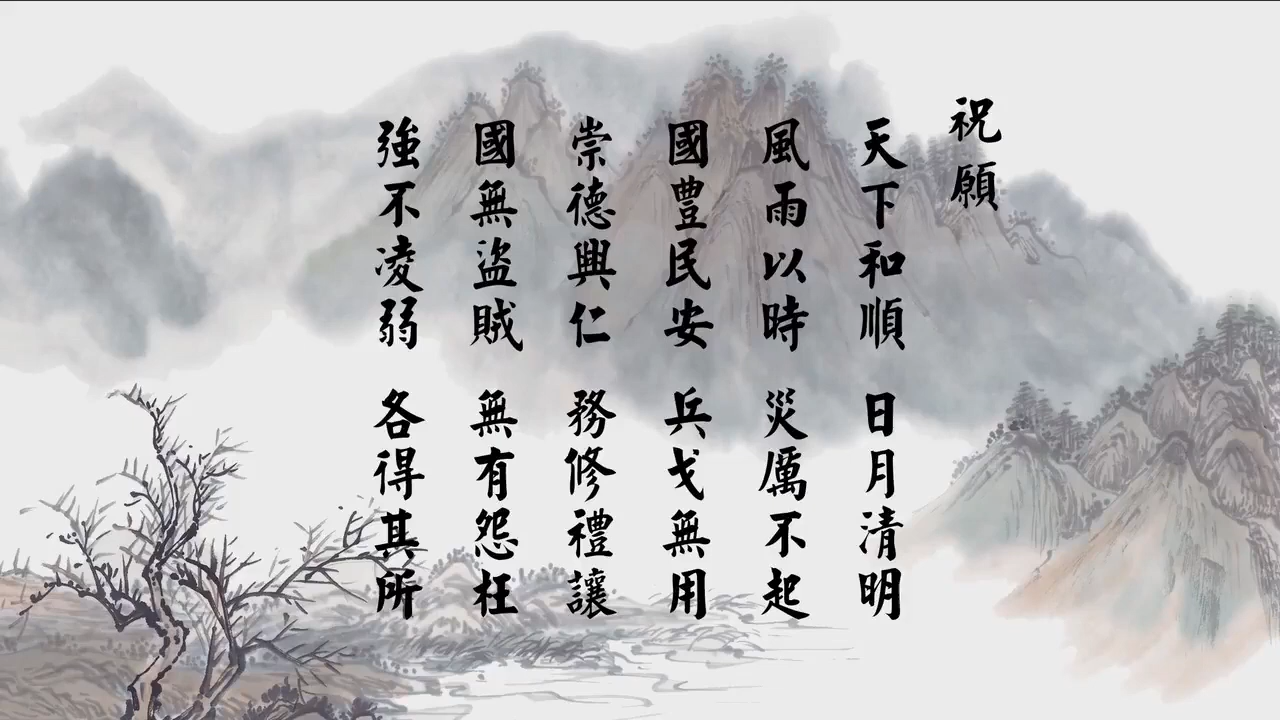 祝願
天下和順 日月清明
風雨以時 災厲不起
國豐民安 兵戈無用
崇德興仁 務修禮讓
國無盜賊 無有怨枉
強不凌弱 各得其所